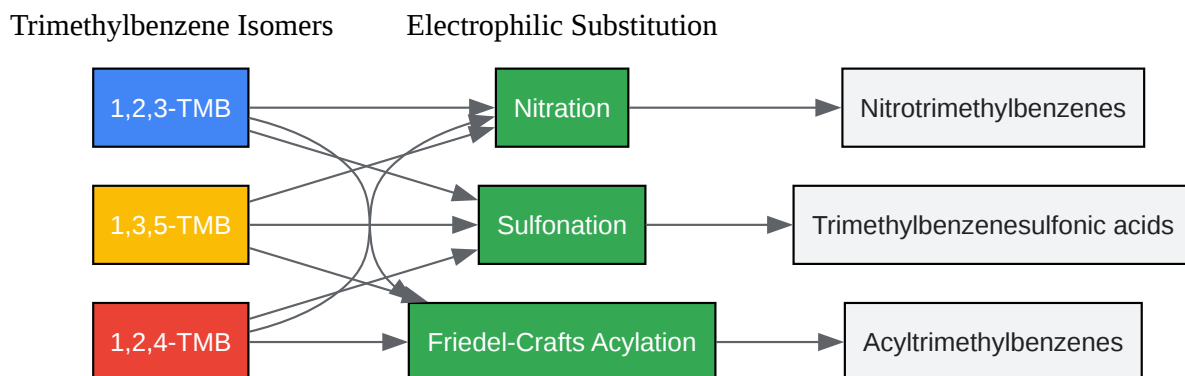 Trimethylbenzene Isomers
Electrophilic Substitution
1,2,3-TMB
Nitration
Nitrotrimethylbenzenes
1,3,5-TMB
Sulfonation
Trimethylbenzenesulfonic acids
1,2,4-TMB
Friedel-Crafts Acylation
Acyltrimethylbenzenes